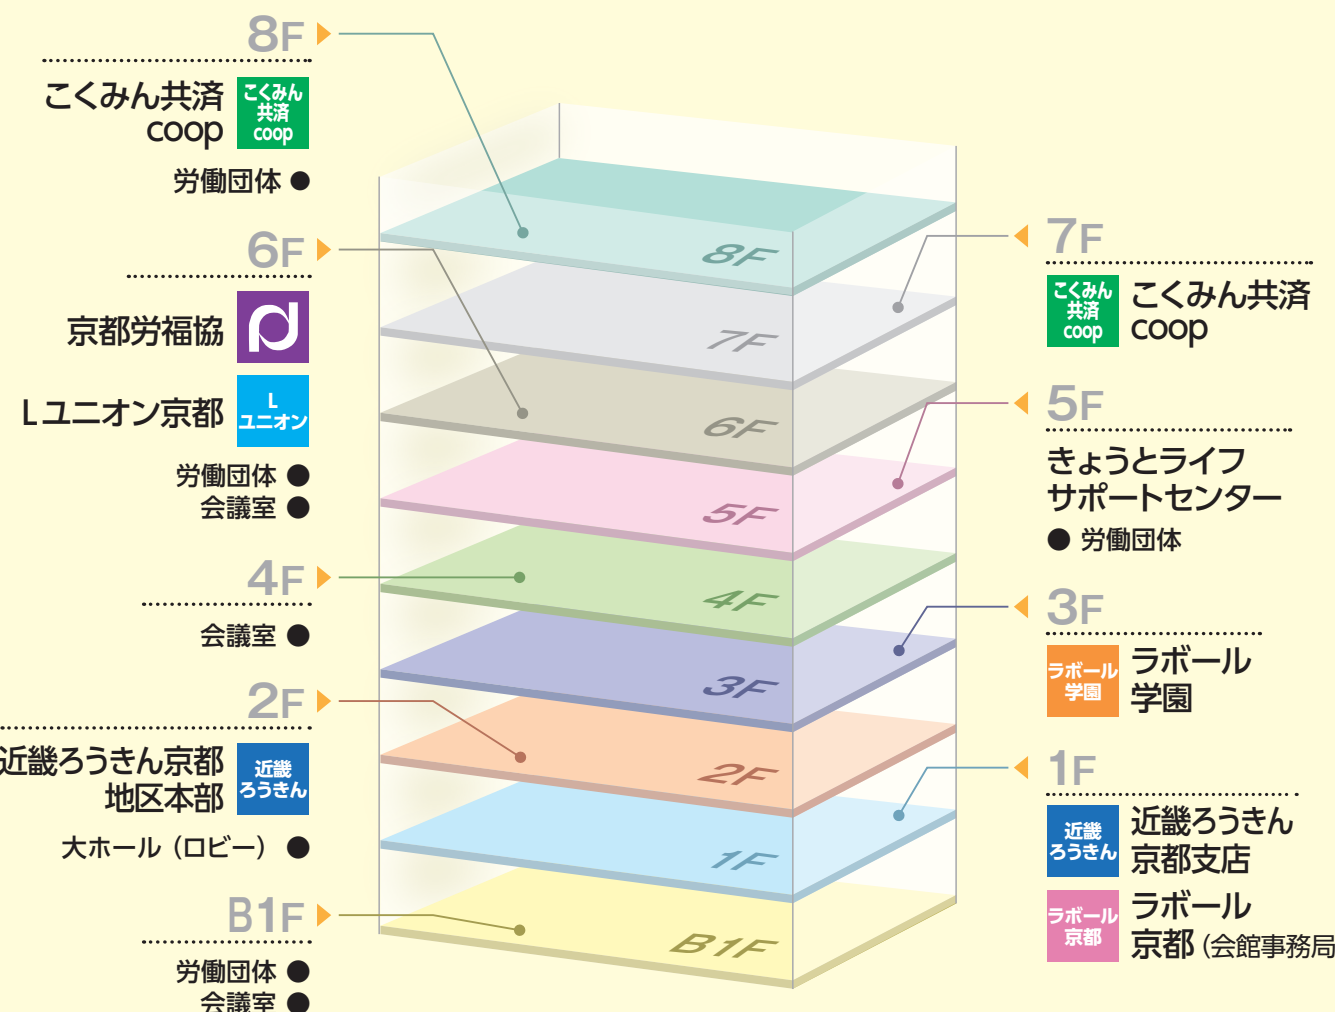 8F
こくみん共済
coop
こくみん
共済
coop
労働団体 ●
6F
京都労福協
Lユニオン京都
L
ユニオン
労働団体 ●
会議室 ●
4F
会議室 ●
2F
近畿ろうきん京都
地区本部
近畿
ろうきん
大ホール（ロビー） ●
B1F
労働団体 ●
会議室 ●
8F
7F
6F
5F
4F
3F
2F
1F
B1F
7F
こくみん
共済
coop
こくみん共済
coop
5F
きょうとライフ
サポートセンター
● 労働団体
3F
ラボール
学園
ラボール
学園
1F
近畿
ろうきん
近畿ろうきん
京都支店
ラボール
京都
ラボール
京都（会館事務局